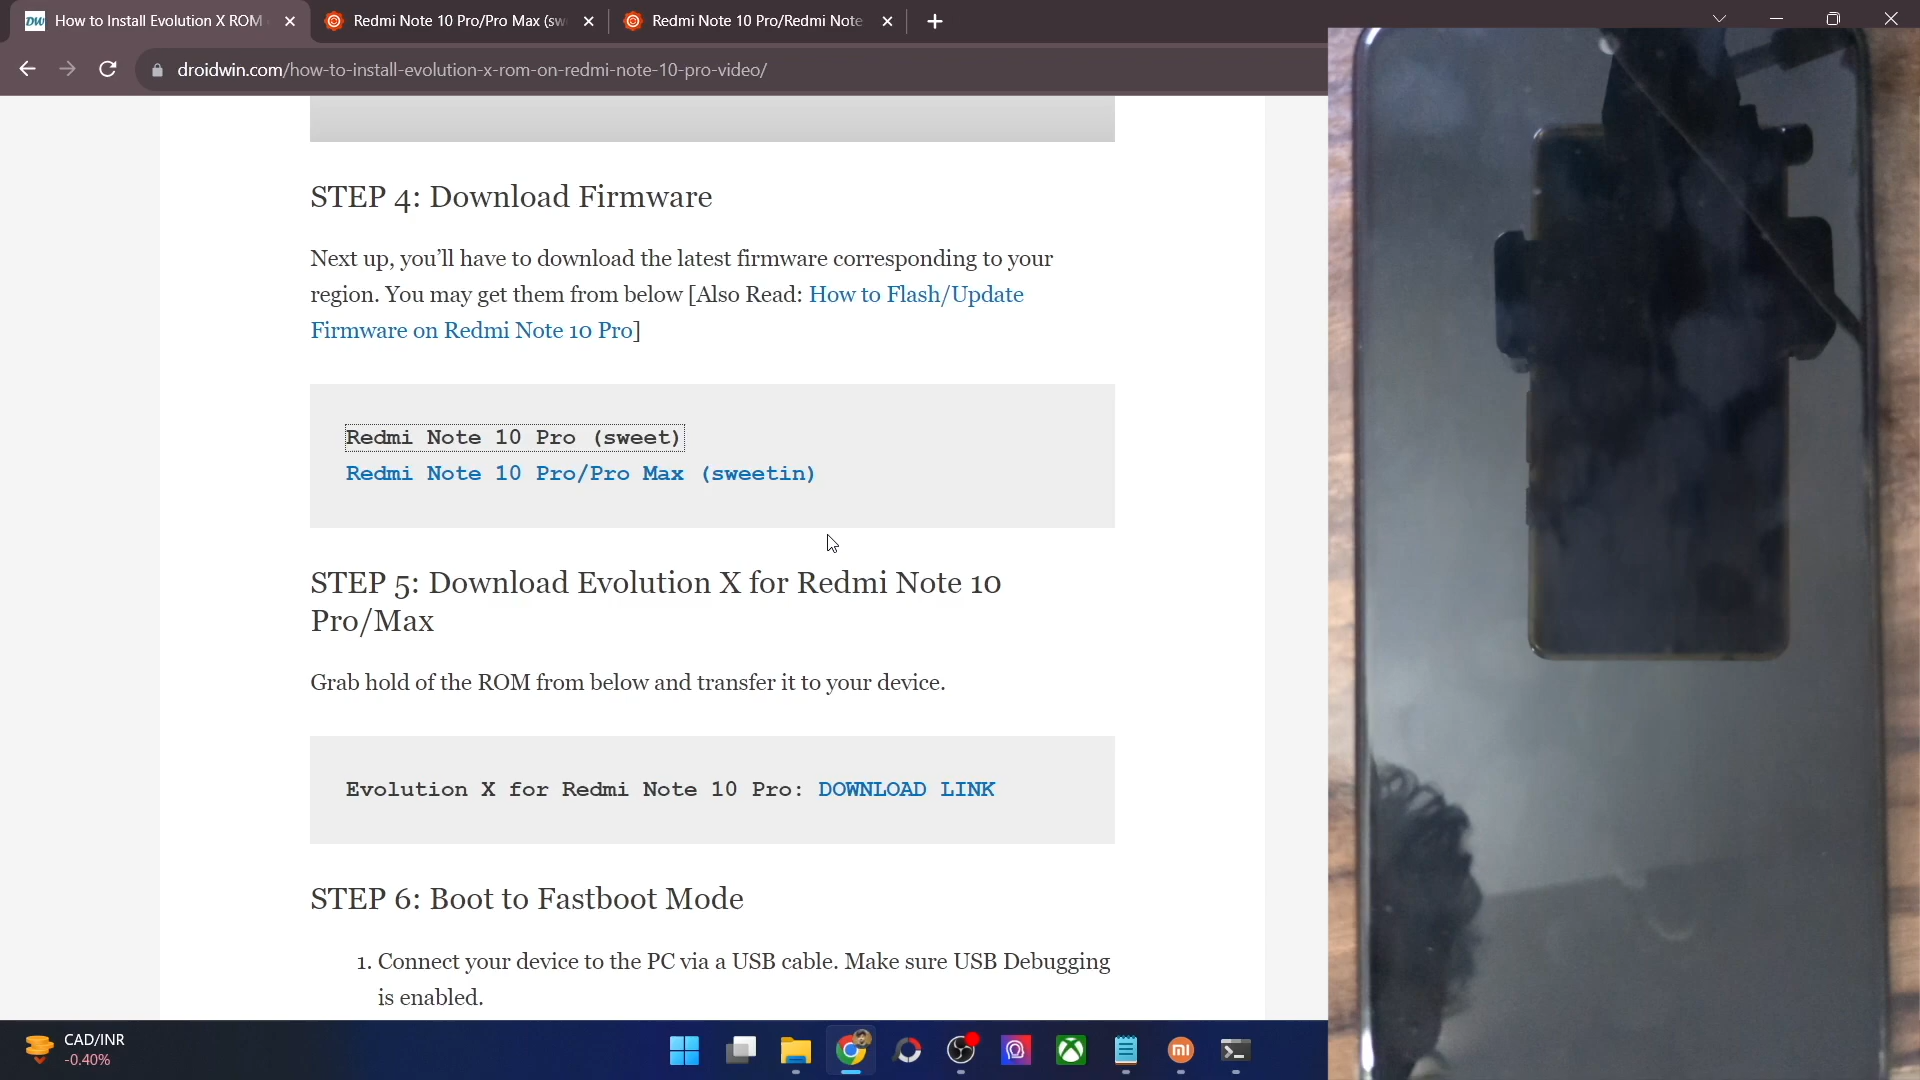 How to Install Evolution X ROM
Redmi Note 10 Pro/Pro Max (sw
Redmi Note 10 Pro/Redmi Note
droidwin.com/how-to-install-evolution-x-rom-on-redmi-note-10-pro-video/
STEP 4: Download Firmware
Next up, you’ll have to download the latest firmware corresponding to your
region. You may get them from below [Also Read: How to Flash/Update
Firmware on Redmi Note 10 Pro]
Redmi Note 10 Pro (sweet)
Redmi Note 10 Pro/Pro Max (sweetin)
STEP 5: Download Evolution X for Redmi Note 10
Pro/Max
Grab hold of the ROM from below and transfer it to your device.
Evolution X for Redmi Note 10 Pro: DOWNLOAD LINK
STEP 6: Boot to Fastboot Mode
1. Connect your device to the PC via a USB cable. Make sure USB Debugging
is enabled.
CAD/INR
-0.40%
DW
mi